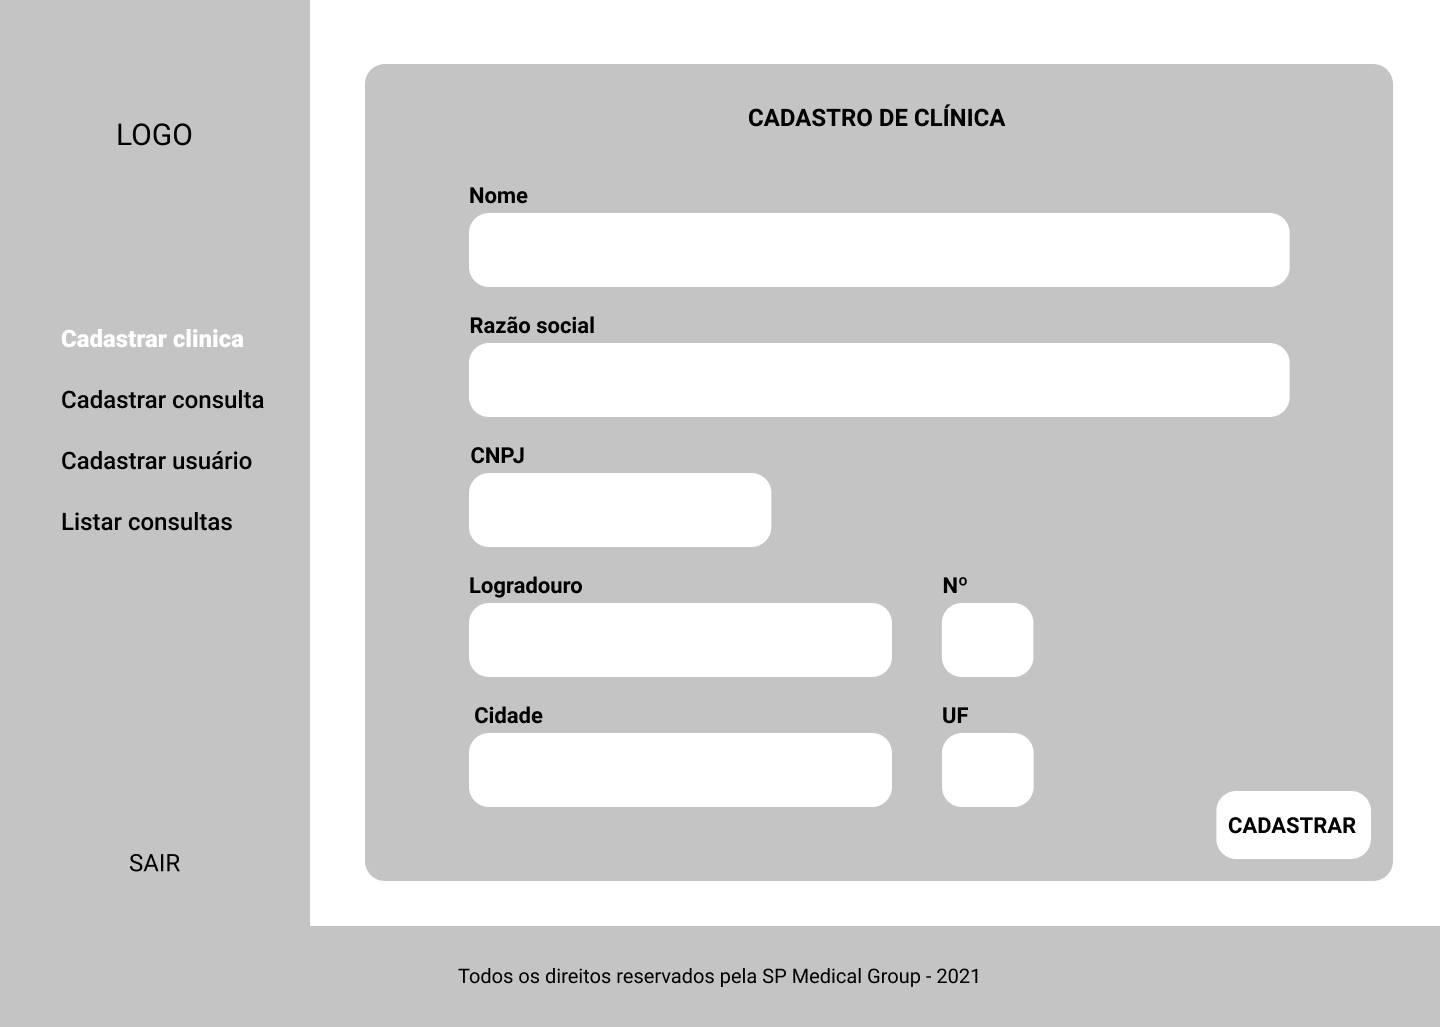 LOGO
Cadastrar clinica
Cadastrar consulta
Cadastrar usuário
Listar consultas
SAIR
CADASTRO DE CLÍNICA
Nome
Razão social
CNPJ
Logradouro
Nº
Cidade
UF
CADASTRAR
Todos os direitos reservados pela SP Medical Group - 2021